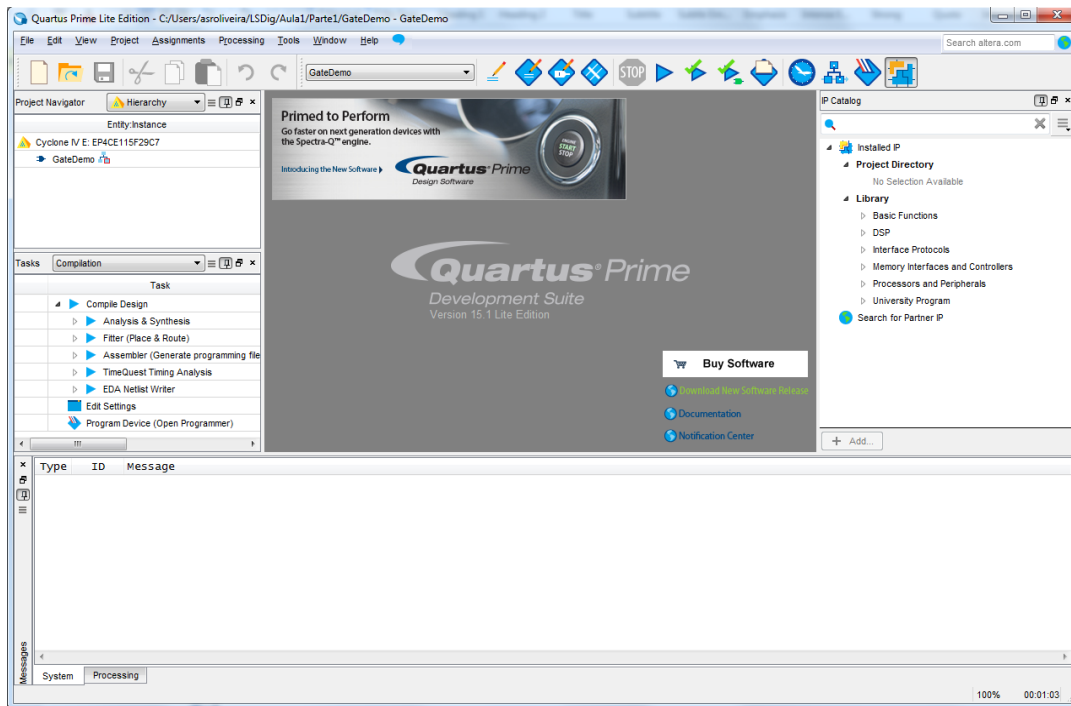 Quartus Prime Lite Edition - C:/Users/asroliveira/LSDig/Aula1/Parte1/GateDemo - GateDemo
File Edit View Project Assignments Processing Tools Window Help
Search altera.com
GateDemo
STOP
Project Navigator
Hierarchy
Entity:Instance
Cyclone IV E: EP4CE115F29C7
GateDemo
Tasks
Compilation
Task
Compile Design
Analysis & Synthesis
Fitter (Place & Route)
Assembler (Generate programming file
TimeQuest Timing Analysis
EDA Netlist Writer
Edit Settings
Program Device (Open Programmer)
Primed to Perform
Go faster on next generation devices with
the Spectra-Q™ engine.
Introducing the New Software
Quartus® Prime
Design Software
ENGINE
START
STOP
Quartus® Prime
Development Suite
Version 15.1 Lite Edition
Buy Software
Download New Software Release
Documentation
Notification Center
IP Catalog
Installed IP
Project Directory
No Selection Available
Library
Basic Functions
DSP
Interface Protocols
Memory Interfaces and Controllers
Processors and Peripherals
University Program
Search for Partner IP
+ Add...
Type ID Message
Messages
System Processing
100% 00:01:03